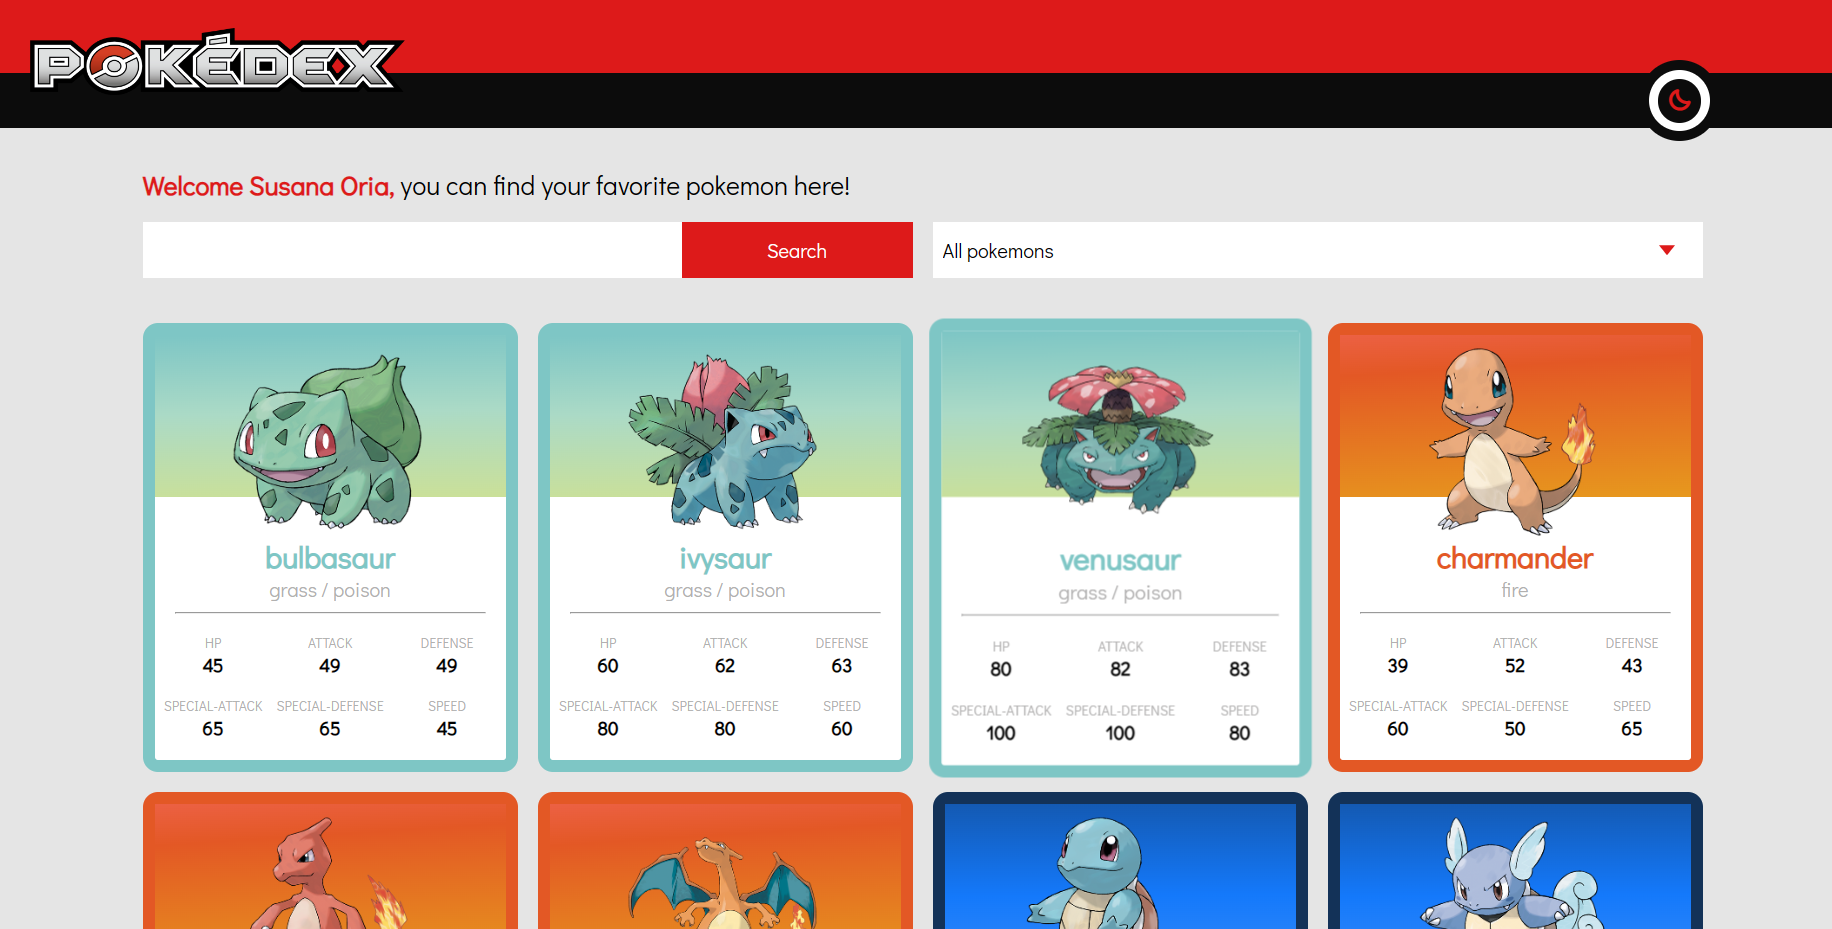 POKÉDEX
Welcome Susana Oria, you can find your favorite pokemon here!
Search
All pokemons
bulbasaur
grass / poison
HP ATTACK DEFENSE
45 49 49
SPECIAL-ATTACK SPECIAL-DEFENSE SPEED
65 65 45
ivysaur
grass / poison
HP ATTACK DEFENSE
60 62 63
SPECIAL-ATTACK SPECIAL-DEFENSE SPEED
80 80 60
venusaur
grass / poison
HP ATTACK DEFENSE
80 82 83
SPECIAL-ATTACK SPECIAL-DEFENSE SPEED
100 100 80
charmander
fire
HP ATTACK DEFENSE
39 52 43
SPECIAL-ATTACK SPECIAL-DEFENSE SPEED
60 50 65